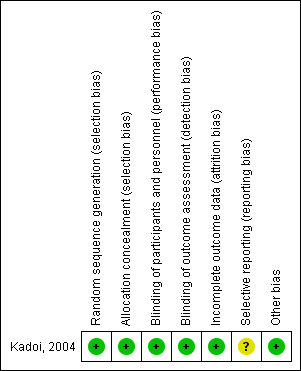 Random sequence generation (selection bias)
Allocation concealment (selection bias)
Blinding of participants and personnel (performance bias)
Blinding of outcome assessment (detection bias)
Incomplete outcome data (attrition bias)
Selective reporting (reporting bias)
Other bias
Kadoi, 2004 + + + + + ? +